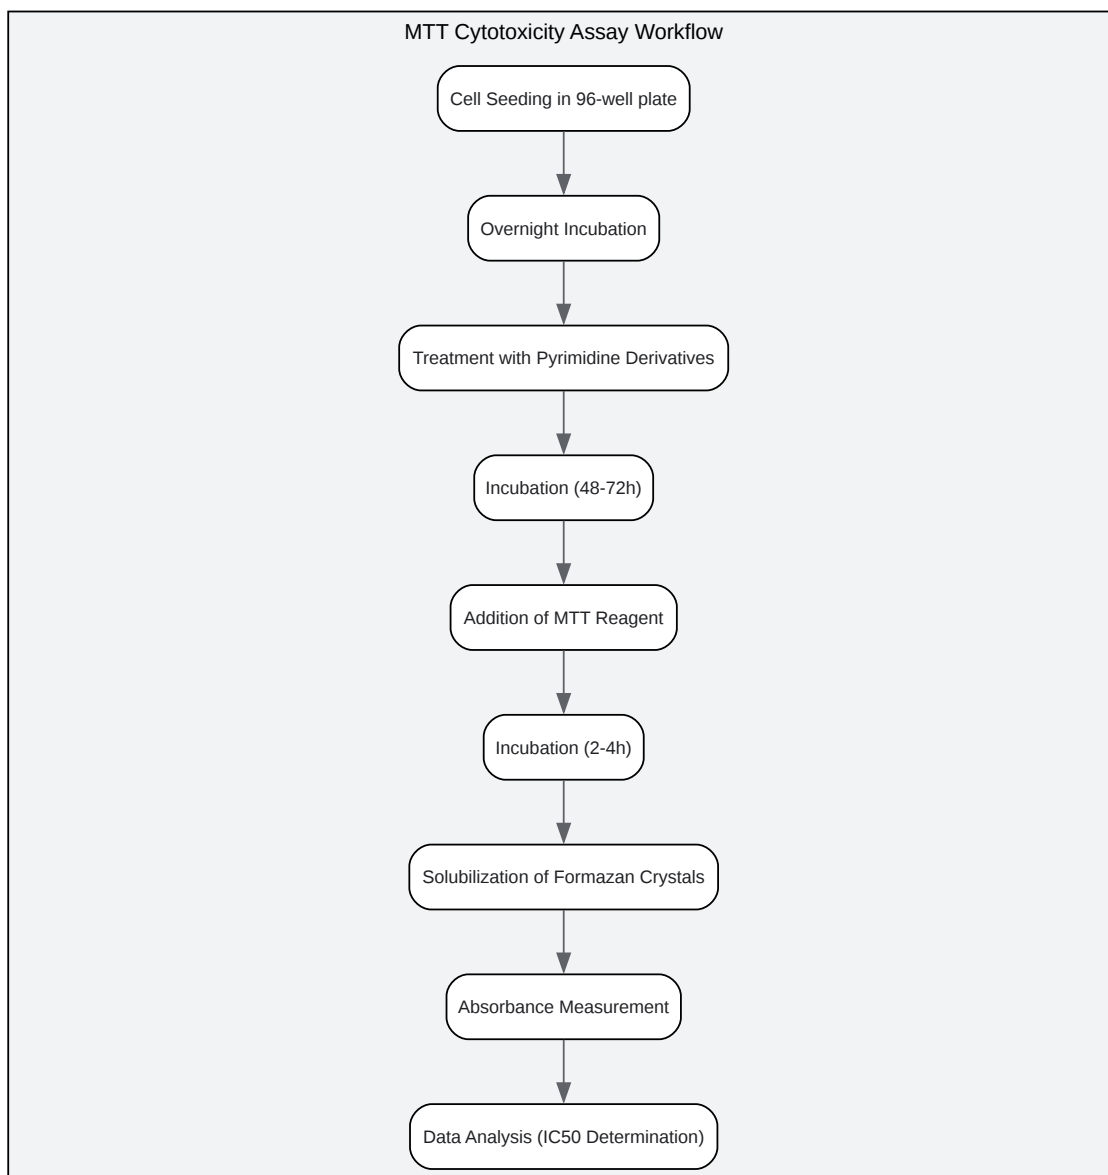 MTT Cytotoxicity Assay Workflow
Cell Seeding in 96-well plate
Overnight Incubation
Treatment with Pyrimidine Derivatives
Incubation (48-72h)
Addition of MTT Reagent
Incubation (2-4h)
Solubilization of Formazan Crystals
Absorbance Measurement
Data Analysis (IC50 Determination)